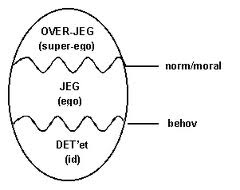 OVER-JEG
(super-ego)
norm/moral
JEG
(ego)
behov
DET'et
(id)